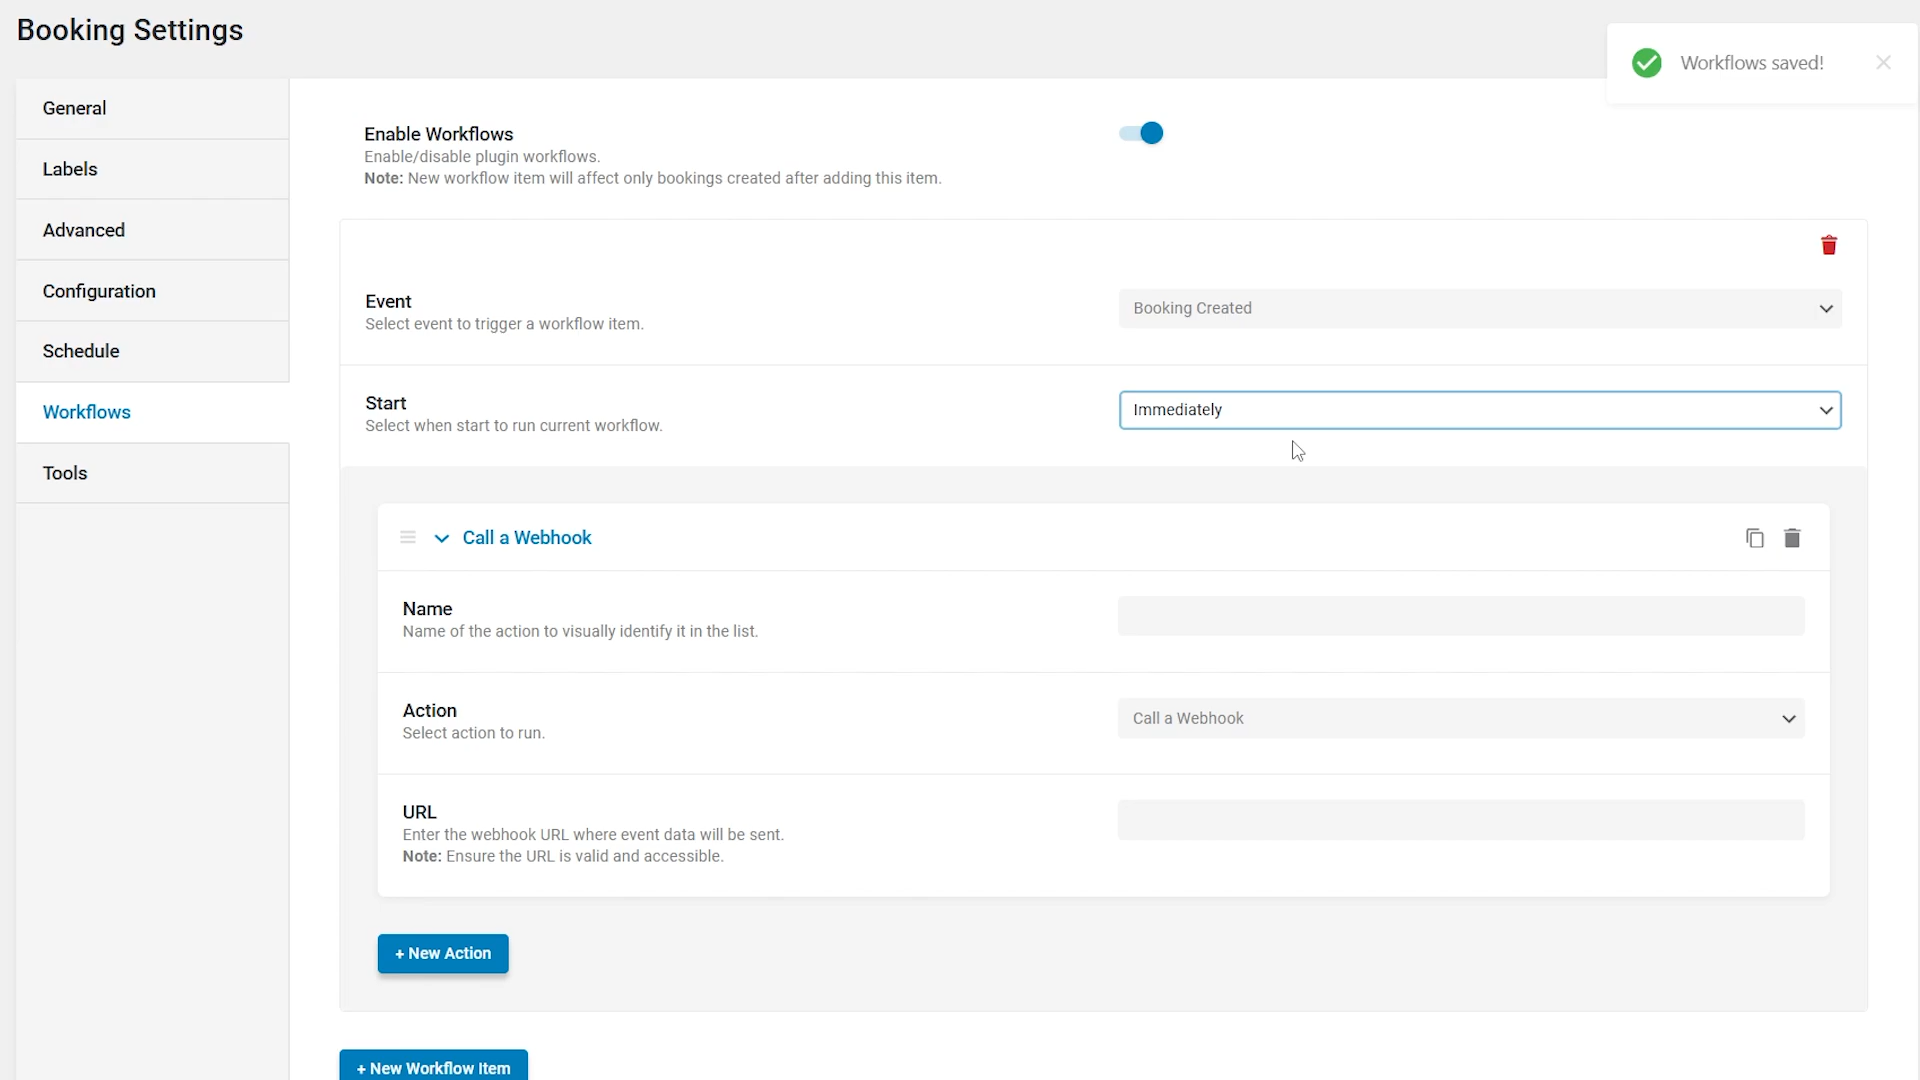 Booking Settings
Workflows saved!
General
Labels
Advanced
Configuration
Schedule
Workflows
Tools
Enable Workflows
Enable/disable plugin workflows.
Note: New workflow item will affect only bookings created after adding this item.
Event
Select event to trigger a workflow item.
Booking Created
Start
Select when start to run current workflow.
Immediately
Call a Webhook
Name
Name of the action to visually identify it in the list.
Action
Select action to run.
Call a Webhook
URL
Enter the webhook URL where event data will be sent.
Note: Ensure the URL is valid and accessible.
+ New Action
+ New Workflow Item